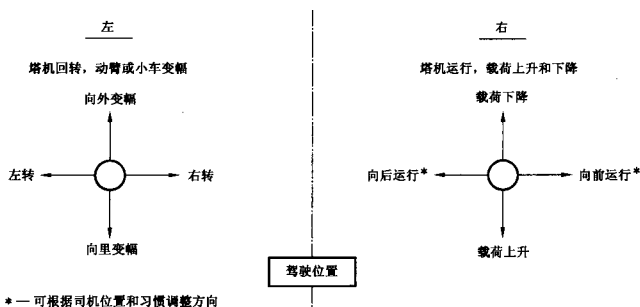 左
塔机回转，动臂或小车变幅
向外变幅
左转
右转
向里变幅
右
塔机运行，载荷上升和下降
载荷下降
向后运行*
向前运行*
载荷上升
驾驶位置
*—可根据司机位置和习惯调整方向